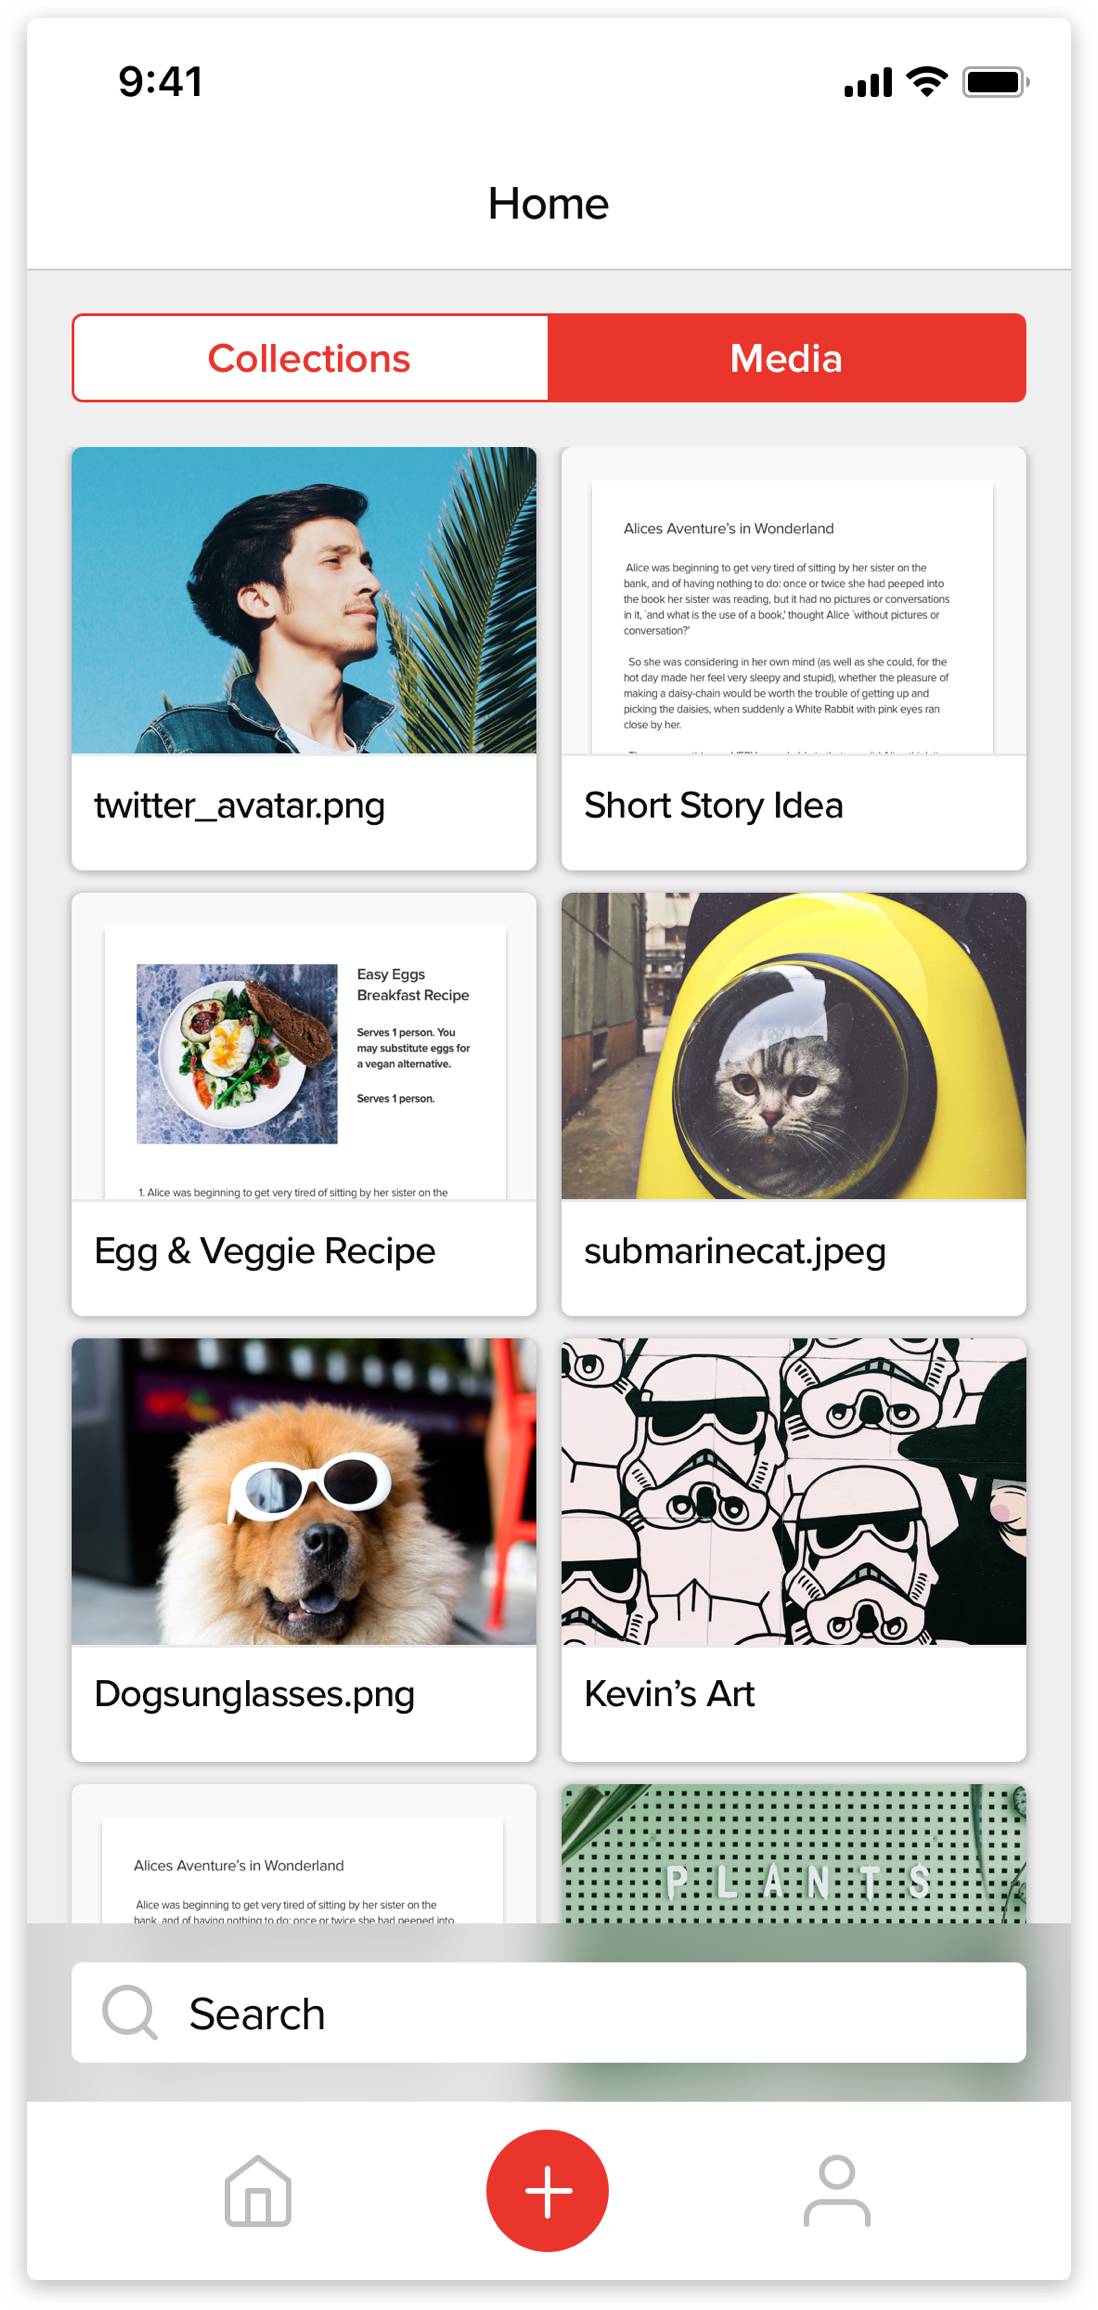 9:41
Home
Collections
Media
Alices Aventure's in Wonderland
Alice was beginning to get very tired of sitting by her sister on the
bank, and of having nothing to do: once or twice she had peeped into
the book her sister was reading, but it had no pictures or conversations
in it, `and what is the use of a book,' thought Alice `without pictures or
conversation?'
So she was considering in her own mind (as well as she could, for the
hot day made her feel very sleepy and stupid), whether the pleasure of
making a daisy-chain would be worth the trouble of getting up and
picking the daisies, when suddenly a White Rabbit with pink eyes ran
close by her.
twitter_avatar.png
Short Story Idea
Easy Eggs
Breakfast Recipe
Serves 1 person. You
may substitute eggs for
a vegan alternative.
Serves 1 person.
1. Alice was beginning to get very tired of sitting by her sister on the
Egg & Veggie Recipe
submarinecat.jpeg
Dogsunglasses.png
Kevin's Art
Alices Aventure's in Wonderland
Alice was beginning to get very tired of sitting by her sister on the
bank, and of having nothing to do: once or twice she had peeped into
PLANTS
Search